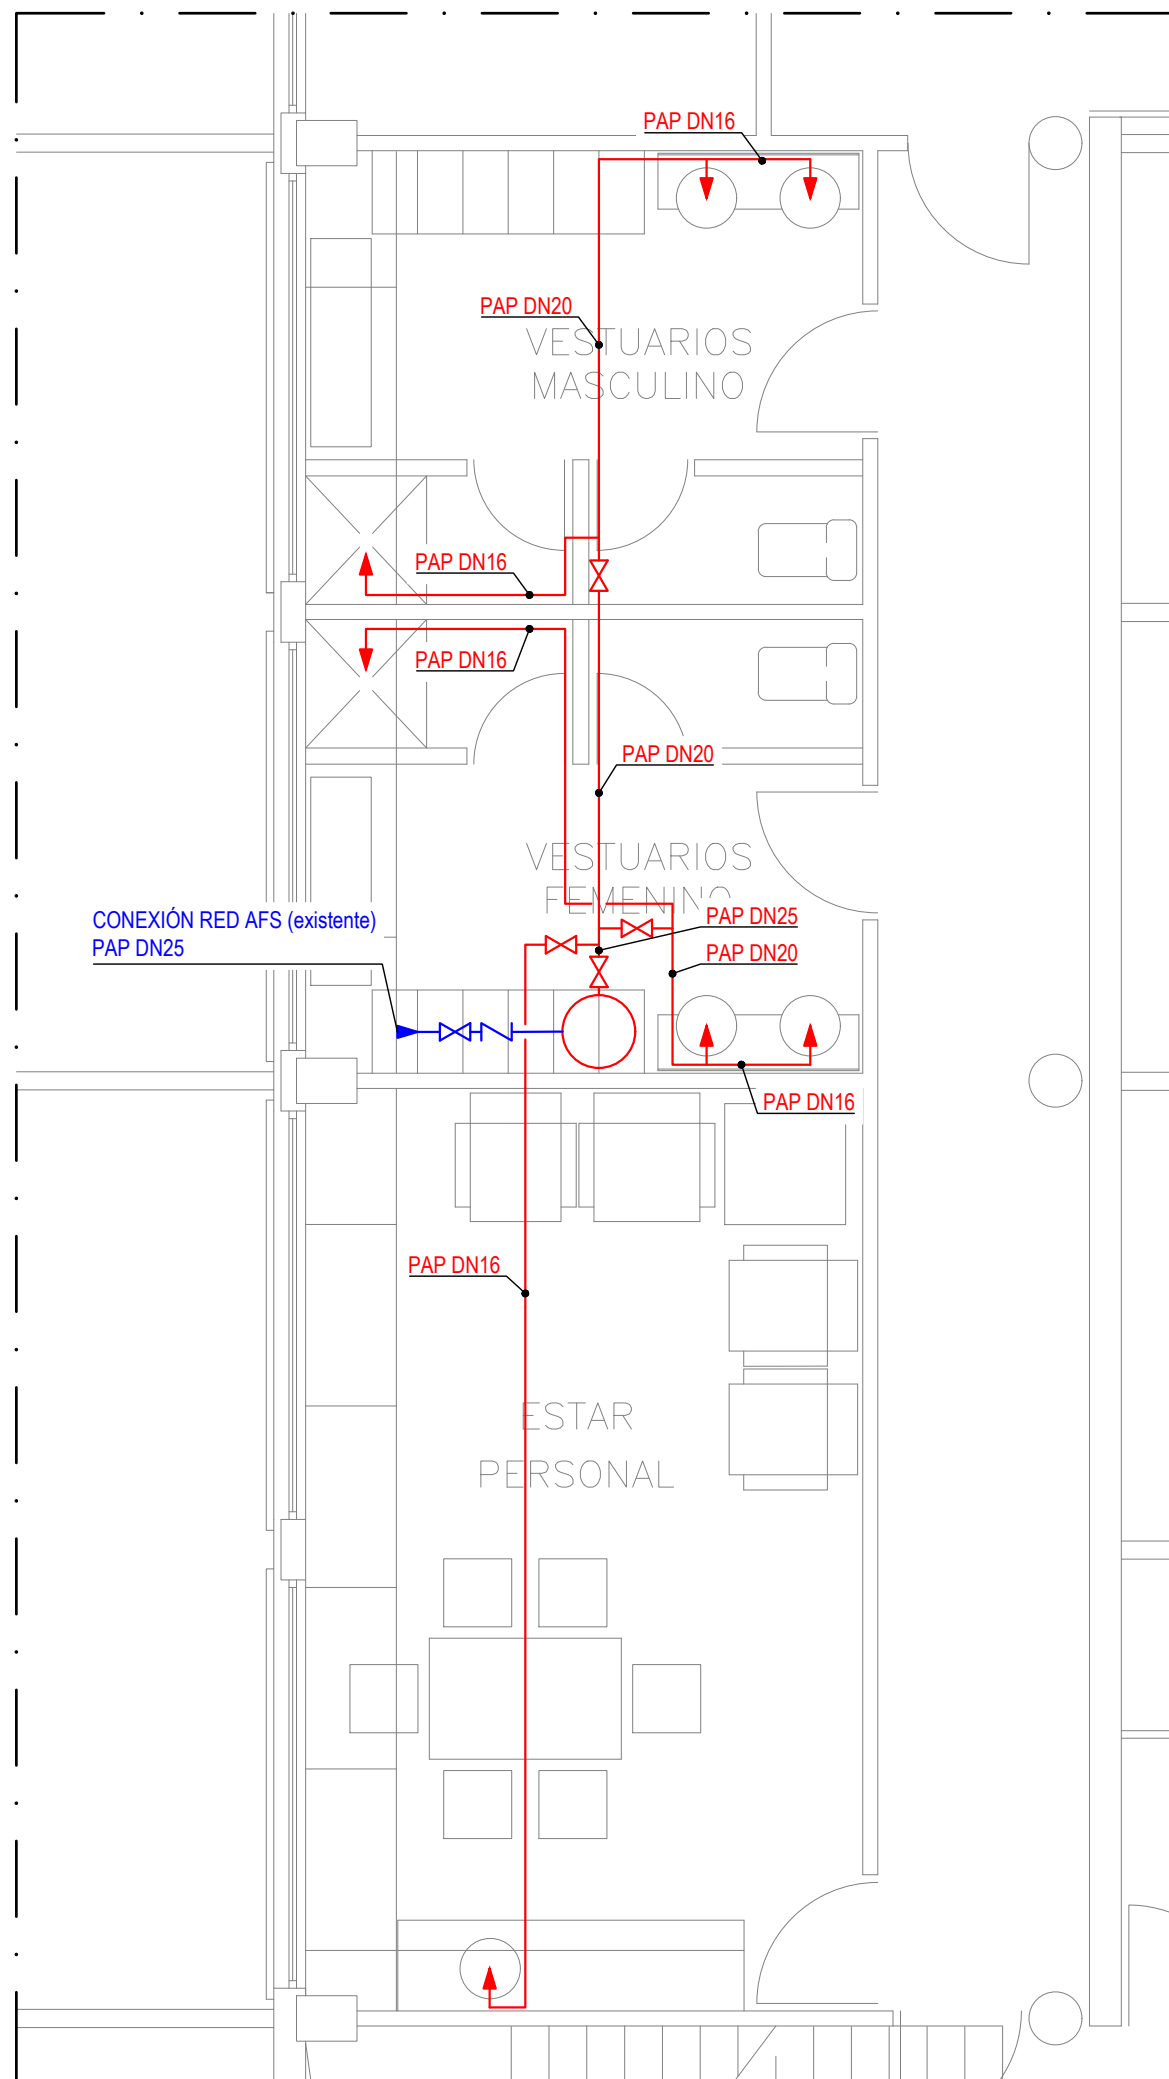 PAP DN16
PAP DN20
VESTUARIOS
MASCULINO
PAP DN16
PAP DN16
PAP DN20
VESTUARIOS
FEMENINO
CONEXIÓN RED AFS (existente)
PAP DN25
PAP DN25
PAP DN20
PAP DN16
PAP DN16
ESTAR
PERSONAL